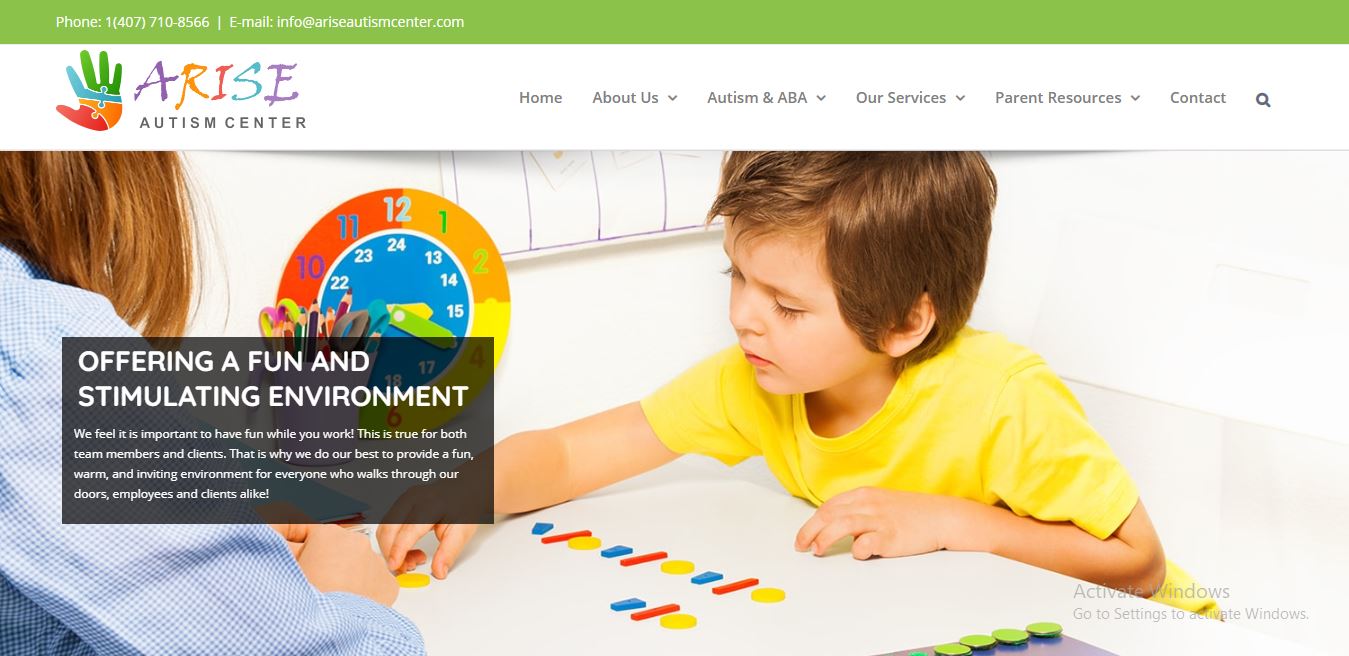 Phone: 1(407) 710-8566 | E-mail: info@ariseautismcenter.com
ARISE
AUTISM CENTER
Home About Us Autism & ABA Our Services Parent Resources Contact
12
11 1
10 2
24
23 13
22 14
15
4
17
18
6
OFFERING A FUN AND
STIMULATING ENVIRONMENT
We feel it is important to have fun while you work! This is true for both
team members and clients. That is why we do our best to provide a fun,
warm, and inviting environment for everyone who walks through our
doors, employees and clients alike!
Activate Windows
Go to Settings to activate Windows.